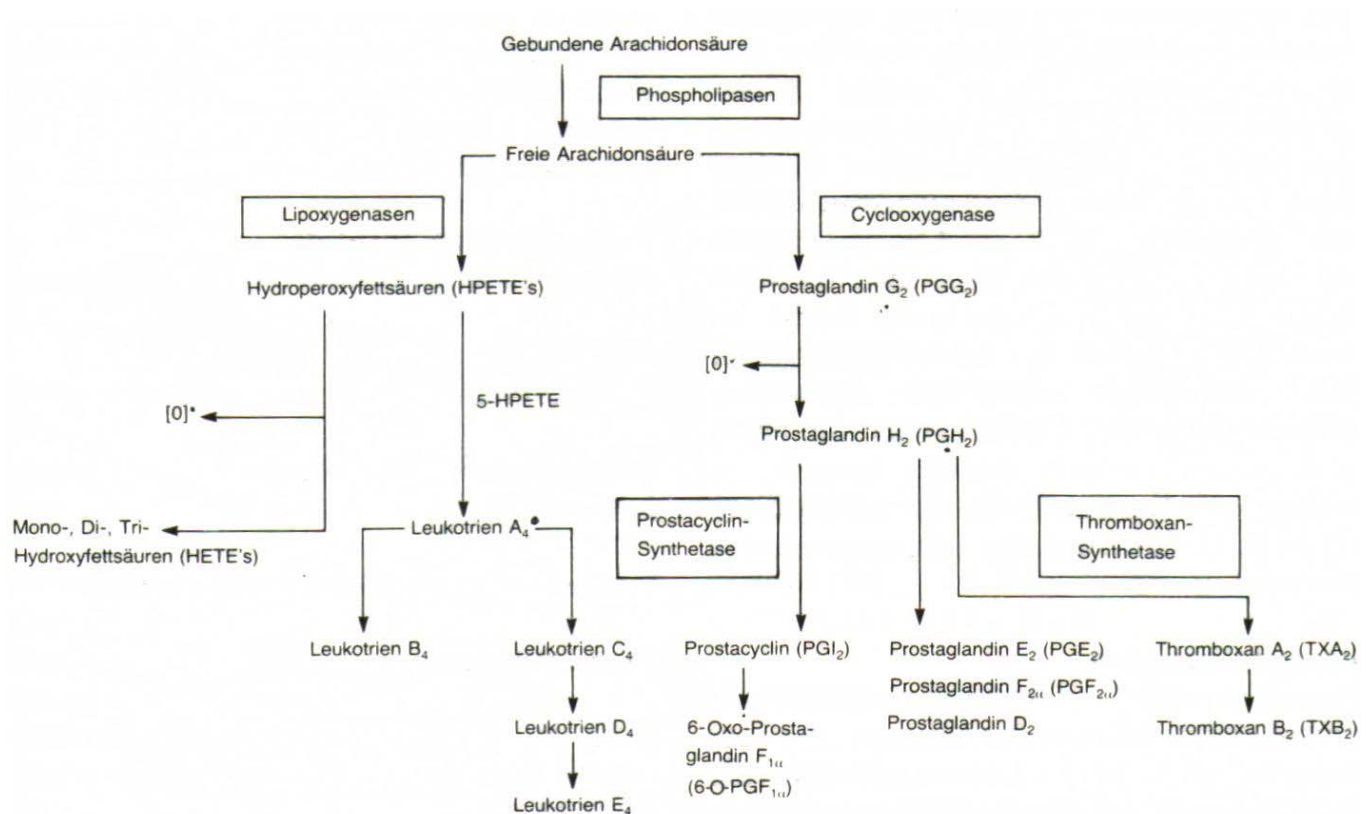 Gebundene Arachidonsäure
Phospholipasen
Freie Arachidonsäure
Lipoxygenasen
Cyclooxygenase
Hydroperoxyfettsäuren (HPETE's)
Prostaglandin G₂ (PGG₂)
[0]
5-HPETE
[0]•
Prostaglandin H₂ (PGH₂)
Mono-, Di-, Tri-
Hydroxyfettsäuren (HETE's)
Leukotrien A₄
Prostacyclin-
Synthetase
Thromboxan-
Synthetase
Leukotrien B₄
Leukotrien C₄
Prostacyclin (PGI₂)
Prostaglandin E₂ (PGE₂)
Thromboxan A₂ (TXA₂)
Prostaglandin F₂α (PGF₂α)
Leukotrien D₄
6-Oxo-Prosta-
glandin F₁α
(6-O-PGF₁α)
Prostaglandin D₂
Thromboxan B₂ (TXB₂)
Leukotrien E₄